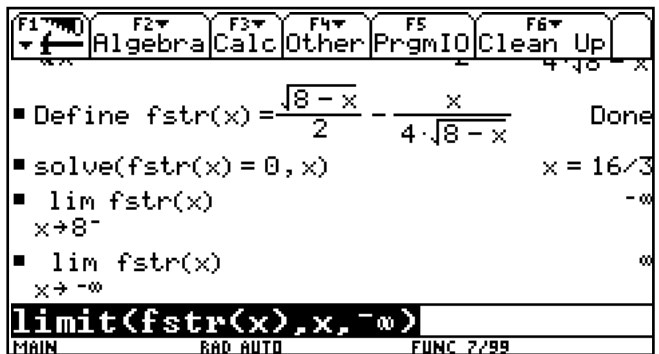 F1 F2 F3 F4 F5 F6
Algebra Calc Other PrgmIO Clean Up
Define fstr(x) = √(8 − x)/2 − x/(4·√(8 − x)) Done
solve(fstr(x) = 0, x) x = 16/3
lim fstr(x) -∞
x→8⁻
lim fstr(x) ∞
x→ -∞
limit(fstr(x),x,⁻∞)
MAIN RAD AUTO FUNC 7/99